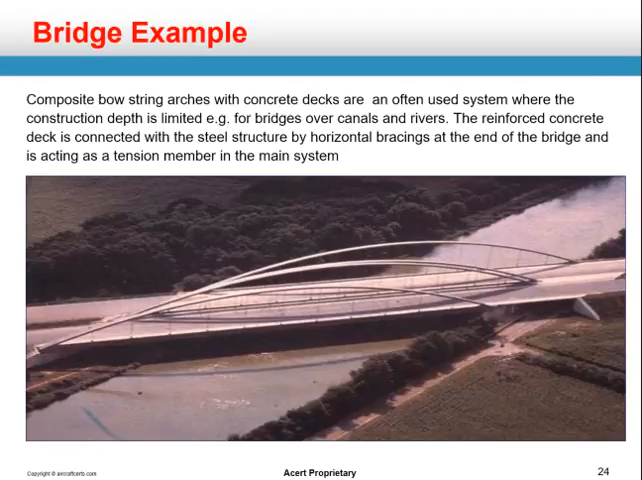 Bridge Example
Composite bow string arches with concrete decks are  an often used system where the
construction depth is limited e.g. for bridges over canals and rivers. The reinforced concrete
deck is connected with the steel structure by horizontal bracings at the end of the bridge and
is acting as a tension member in the main system
Copyright © aircraftcerts.com
Acert Proprietary
24